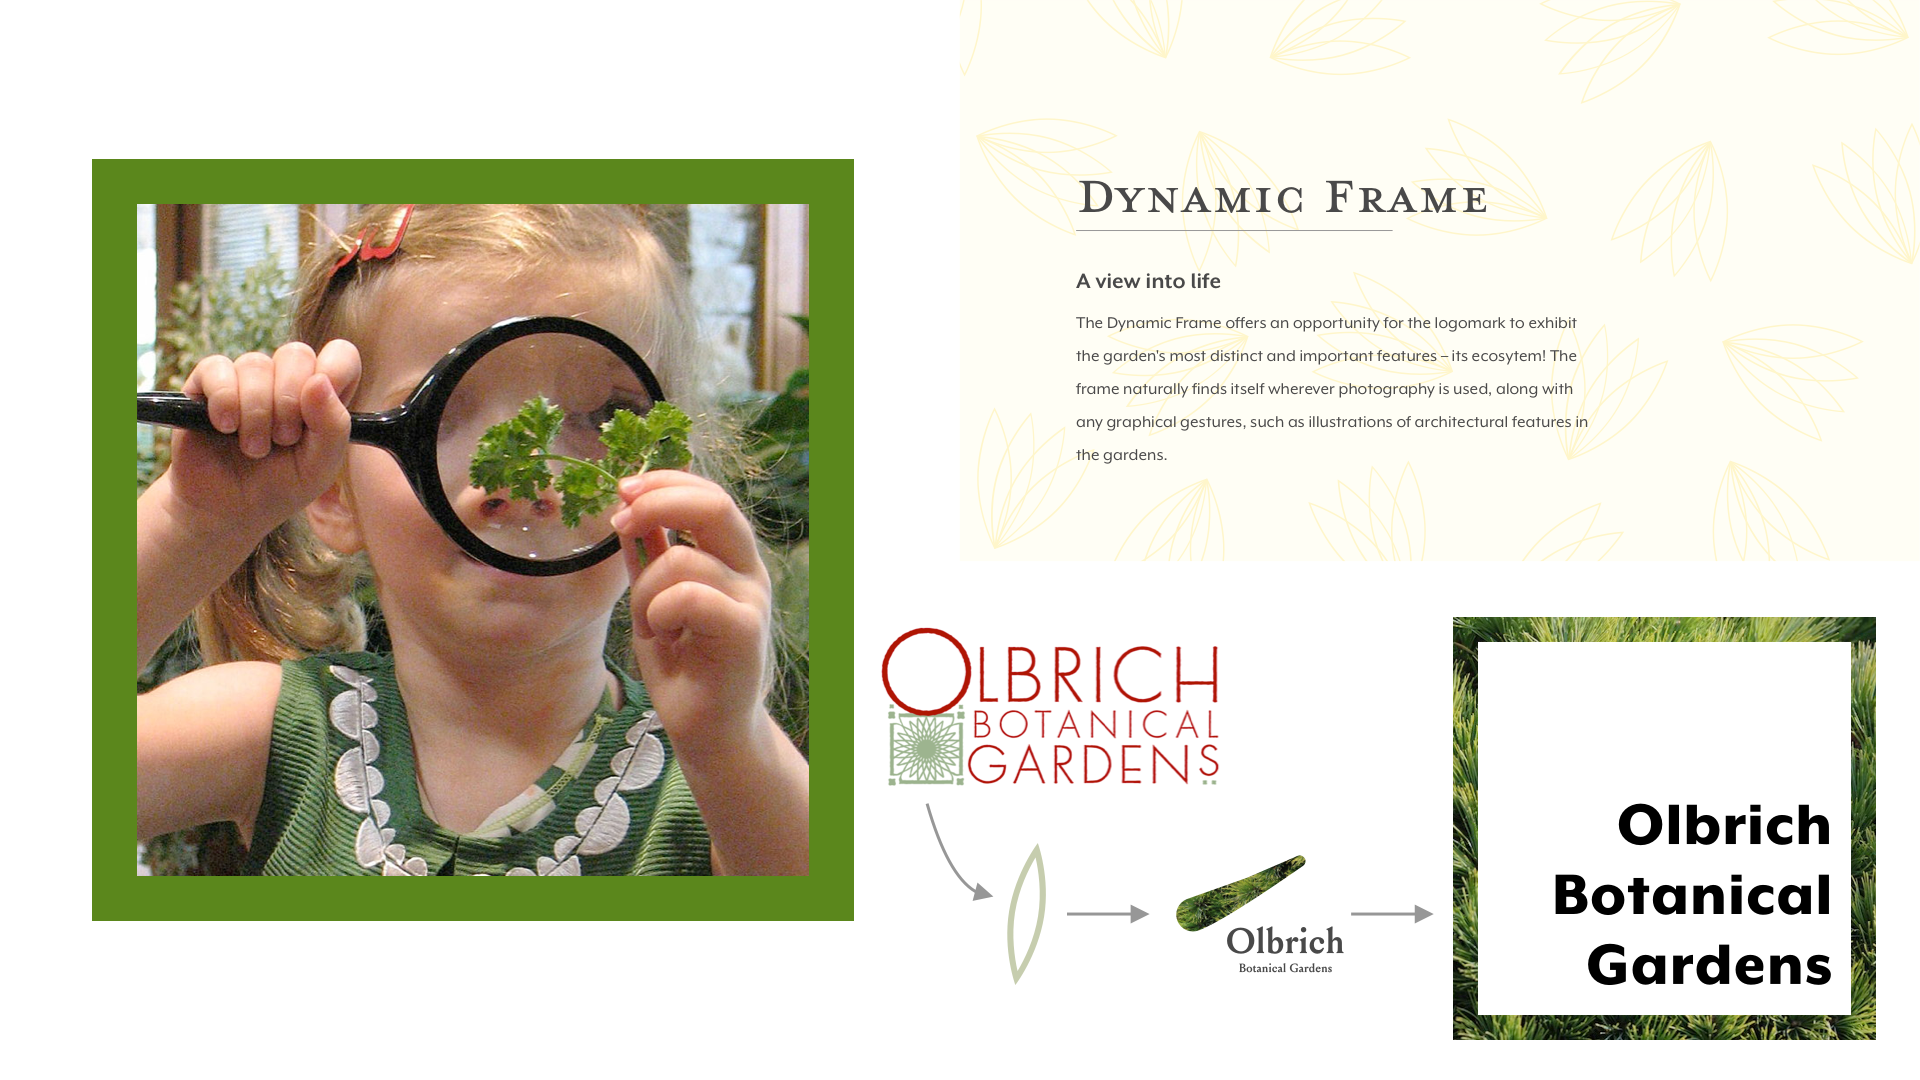 Dynamic Frame
A view into life
The Dynamic Frame offers an opportunity for the logomark to exhibit
the garden's most distinct and important features – its ecosytem! The
frame naturally finds itself wherever photography is used, along with
any graphical gestures, such as illustrations of architectural features in
the gardens.
OLBRICH
BOTANICAL
GARDENS
Olbrich
Botanical Gardens
Olbrich
Botanical
Gardens